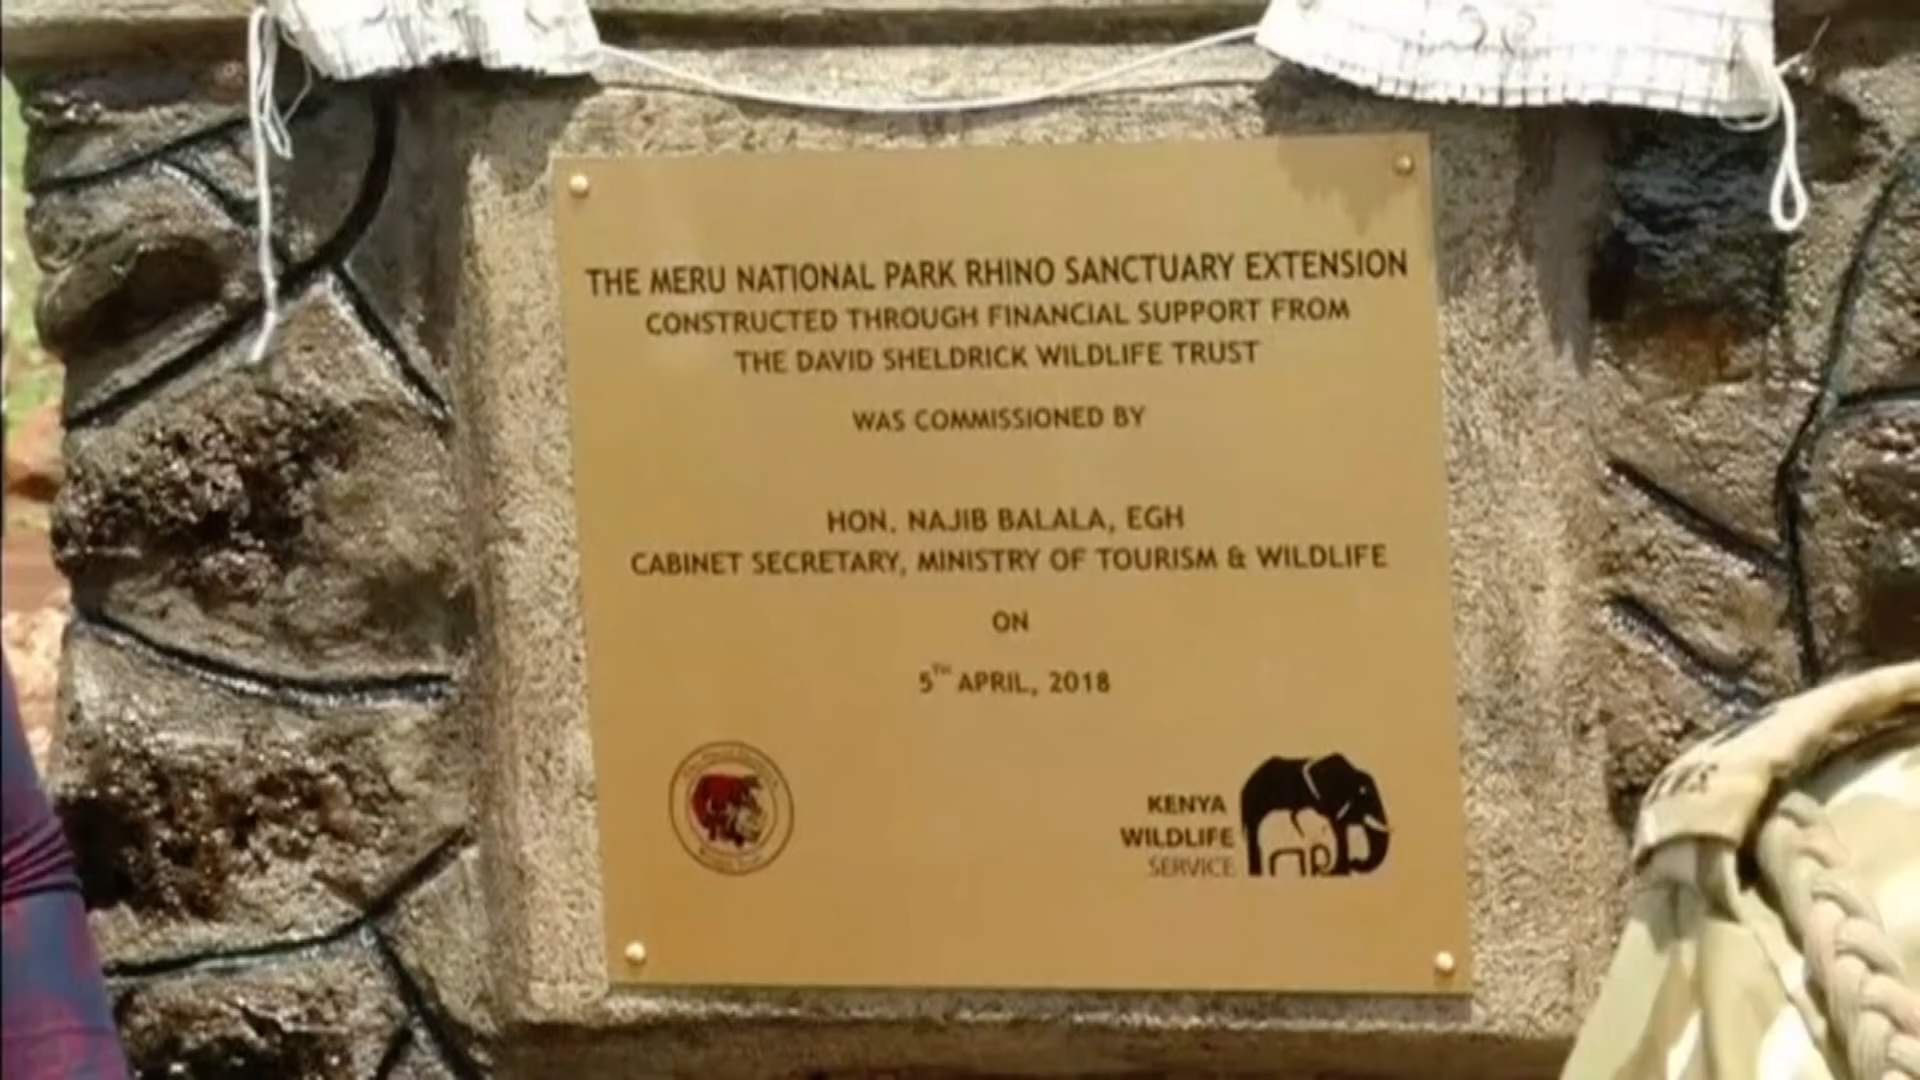 THE MERU NATIONAL PARK RHINO SANCTUARY EXTENSION
CONSTRUCTED THROUGH FINANCIAL SUPPORT FROM
THE DAVID SHELDRICK WILDLIFE TRUST
WAS COMMISSIONED BY
HON. NAJIB BALALA, EGH
CABINET SECRETARY, MINISTRY OF TOURISM & WILDLIFE
ON
5TH APRIL, 2018
KENYA
WILDLIFE
SERVICE